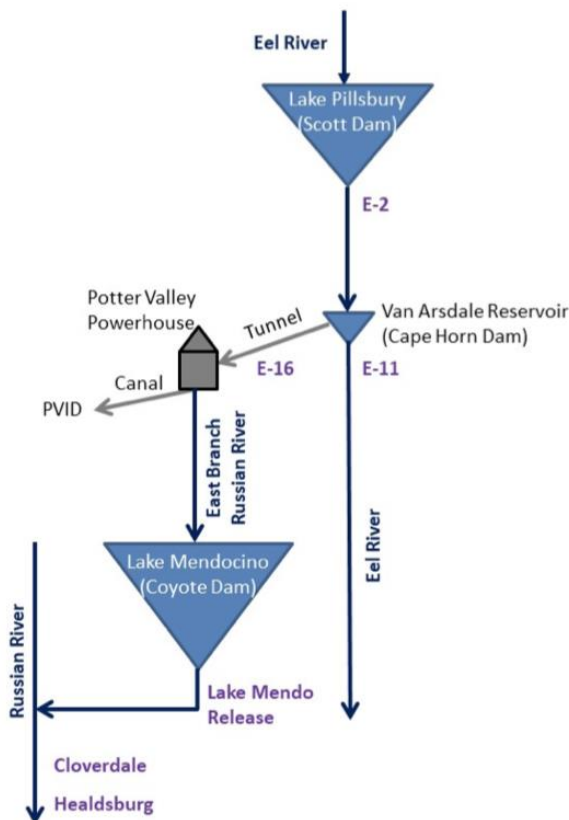 Eel River
Lake Pillsbury
(Scott Dam)
E-2
Potter Valley
Powerhouse
Tunnel
Van Arsdale Reservoir
(Cape Horn Dam)
E-16
E-11
Canal
PVID
East Branch
Russian River
Eel River
Lake Mendocino
(Coyote Dam)
Russian River
Lake Mendo
Release
Cloverdale
Healdsburg